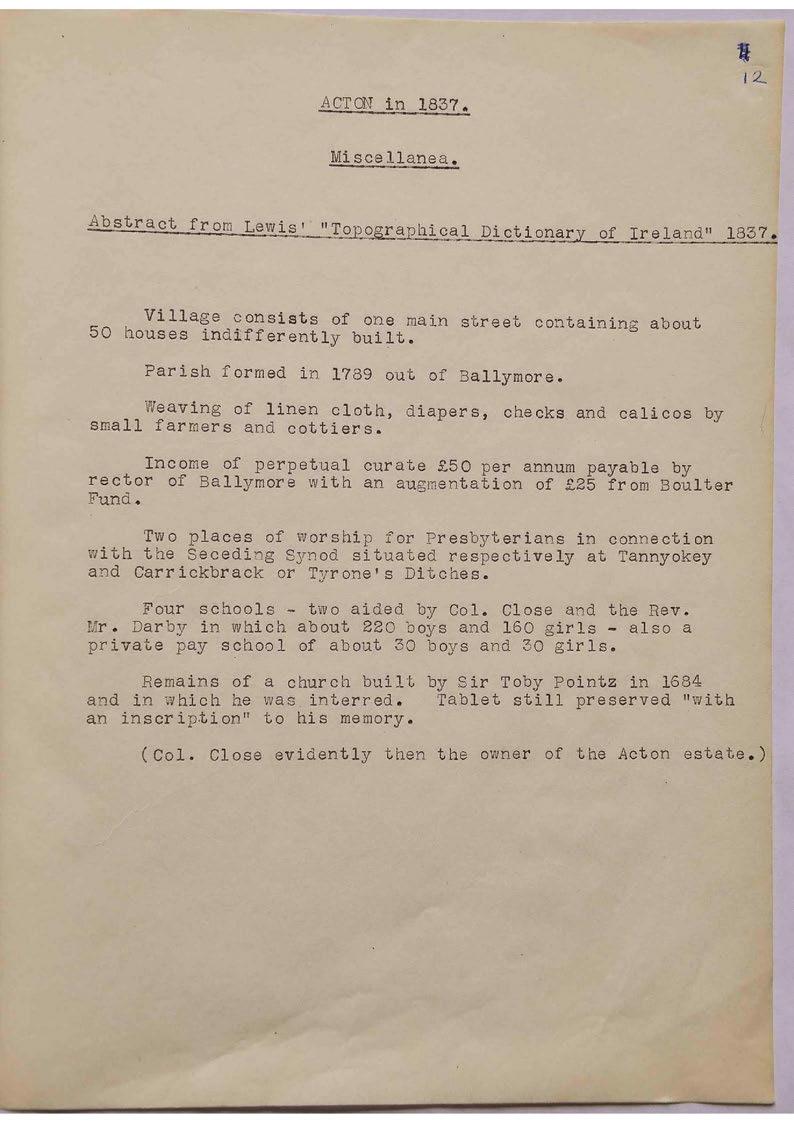 12
ACTON in 1837.
Miscellanea.
Abstract from Lewis' "Topographical Dictionary of Ireland" 1837.
Village consists of one main street containing about
50 houses indifferently built.
Parish formed in 1789 out of Ballymore.
Weaving of linen cloth, diapers, checks and calicos by
small farmers and cottiers.
Income of perpetual curate £50 per annum payable by
rector of Ballymore with an augmentation of £25 from Boulter
Fund.
Two places of worship for Presbyterians in connection
with the Seceding Synod situated respectively at Tannyokey
and Carrickbrack or Tyrone's Ditches.
Four schools - two aided by Col. Close and the Rev.
Mr. Darby in which about 220 boys and 160 girls - also a
private pay school of about 30 boys and 30 girls.
Remains of a church built by Sir Toby Pointz in 1684
and in which he was interred. Tablet still preserved "with
an inscription" to his memory.
(Col. Close evidently then the owner of the Acton estate.)